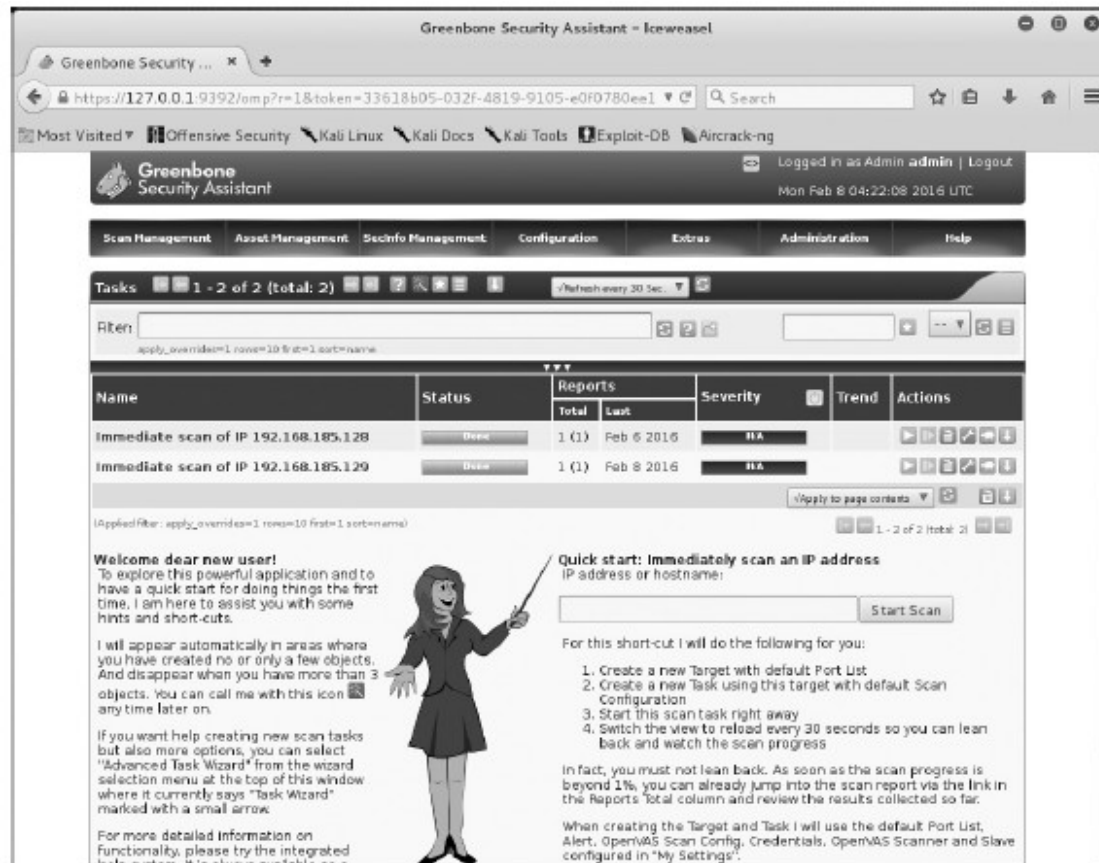 Greenbone Security Assistant - Iceweasel
Greenbone Security ...
https://127.0.0.1:9392/omp?r=1&token=33618b05-032f-4819-9105-e0f0780ee1
Search
Most Visited
Offensive Security
Kali Linux
Kali Docs
Kali Tools
Exploit-DB
Aircrack-ng
Greenbone
Security Assistant
Logged in as Admin admin | Logout
Mon Feb 8 04:22:08 2016 UTC
Scan Management
Asset Management
SecInfo Management
Configuration
Extras
Administration
Help
Tasks
1 - 2 of 2 (total: 2)
√Refresh every 30 Sec.
Filter:
--
apply_overrides=1 rows=10 first=1 sort=name
Name
Status
Reports
Total
Last
Severity
Trend
Actions
Immediate scan of IP 192.168.185.128
Done
1 (1)
Feb 6 2016
N/A
Immediate scan of IP 192.168.185.129
Done
1 (1)
Feb 8 2016
N/A
√Apply to page contents
(Applied filter: apply_overrides=1 rows=10 first=1 sort=name)
1 - 2 of 2 (total: 2)
Welcome dear new user!
To explore this powerful application and to
have a quick start for doing things the first
time, I am here to assist you with some
hints and short-cuts.
I will appear automatically in areas where
you have created no or only a few objects.
And disappear when you have more than 3
objects. You can call me with this icon
any time later on.
If you want help creating new scan tasks
but also more options, you can select
"Advanced Task Wizard" from the wizard
selection menu at the top of this window
where it currently says "Task Wizard"
marked with a small arrow.
For more detailed information on
functionality, please try the integrated
Quick start: Immediately scan an IP address
IP address or hostname:
Start Scan
For this short-cut I will do the following for you:
1. Create a new Target with default Port List
2. Create a new Task using this target with default Scan
Configuration
3. Start this scan task right away
4. Switch the view to reload every 30 seconds so you can lean
back and watch the scan progress
In fact, you must not lean back. As soon as the scan progress is
beyond 1%, you can already jump into the scan report via the link in
the Reports Total column and review the results collected so far.
When creating the Target and Task I will use the default Port List,
Alert, OpenVAS Scan Config, Credentials, OpenVAS Scanner and Slave
configured in "My Settings".